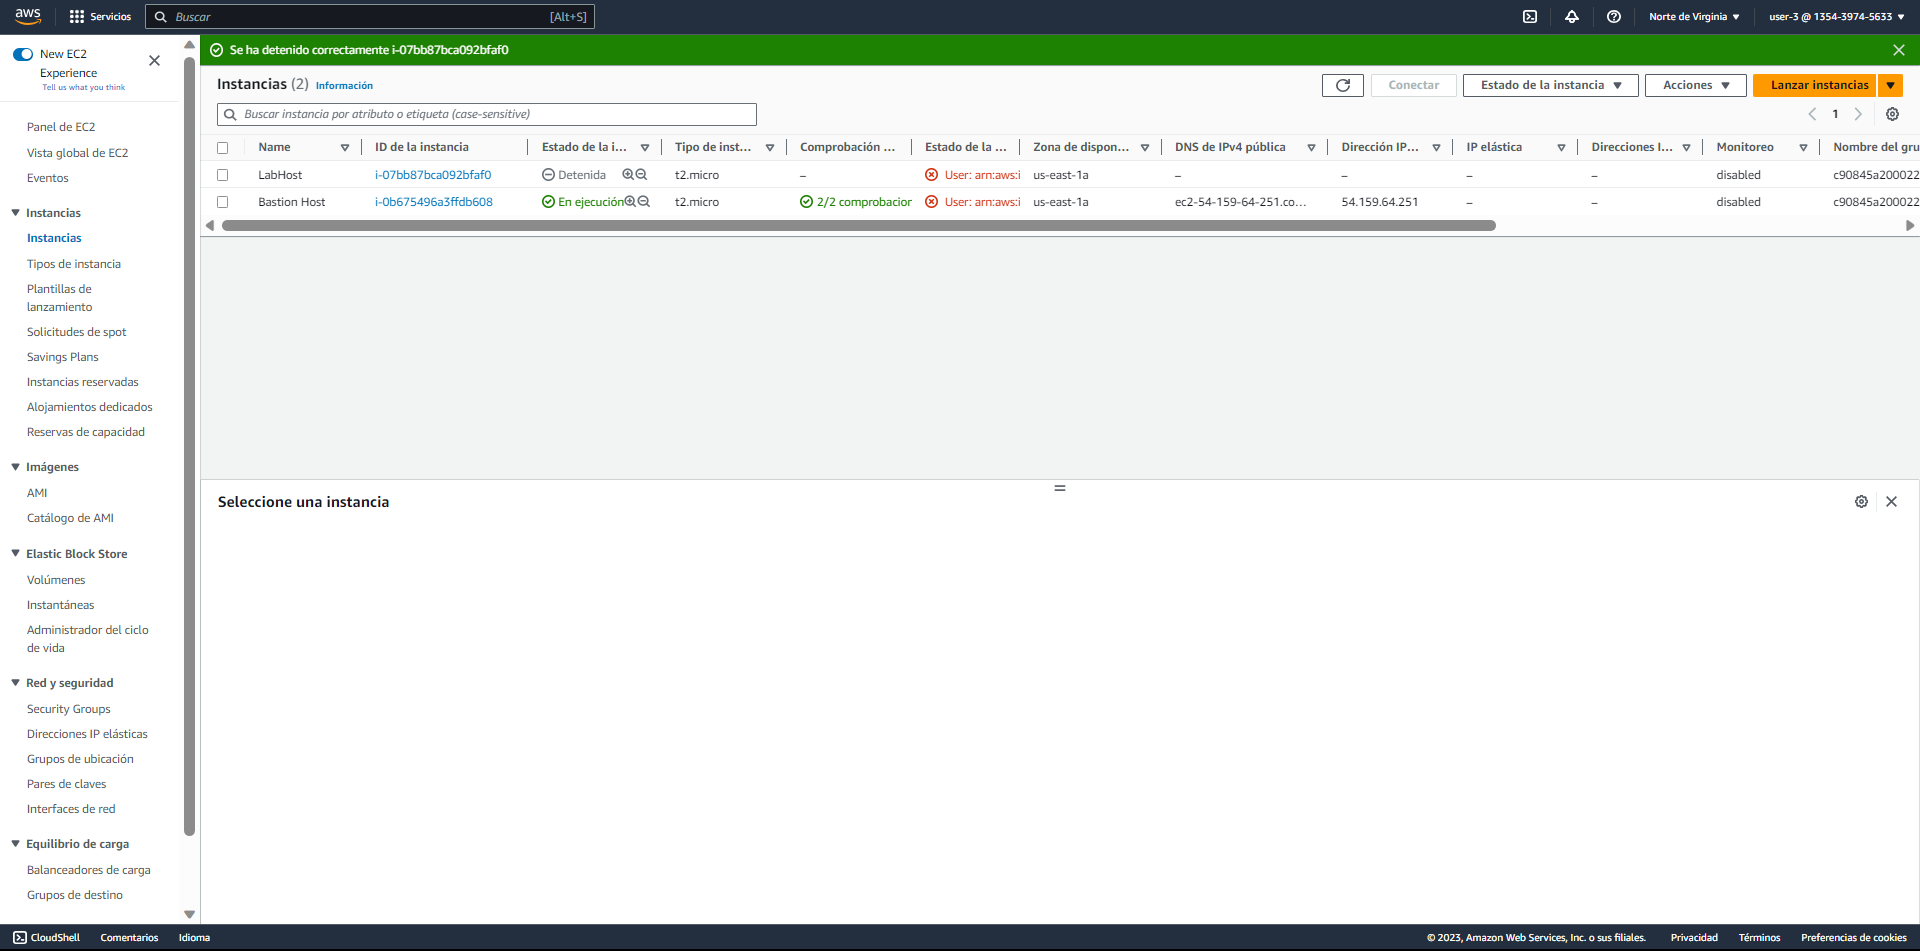 aws Servicios Buscar [Alt+S] Norte de Virginia ▼ user-3 @ 1354-3974-5633 ▼
New EC2
Experience
Tell us what you think
Panel de EC2
Vista global de EC2
Eventos
Instancias
Instancias
Tipos de instancia
Plantillas de
lanzamiento
Solicitudes de spot
Savings Plans
Instancias reservadas
Alojamientos dedicados
Reservas de capacidad
Imágenes
AMI
Catálogo de AMI
Elastic Block Store
Volúmenes
Instantáneas
Administrador del ciclo
de vida
Red y seguridad
Security Groups
Direcciones IP elásticas
Grupos de ubicación
Pares de claves
Interfaces de red
Equilibrio de carga
Balanceadores de carga
Grupos de destino
Se ha detenido correctamente i-07bb87bca092bfaf0
Instancias (2) Información Conectar Estado de la instancia ▼ Acciones ▼ Lanzar instancias ▼
Buscar instancia por atributo o etiqueta (case-sensitive) 1
Name ID de la instancia Estado de la i... Tipo de inst... Comprobación ... Estado de la ... Zona de dispon... DNS de IPv4 pública Dirección IP... IP elástica Direcciones I... Monitoreo Nombre del gru
LabHost i-07bb87bca092bfaf0 Detenida t2.micro – User: arn:aws:i us-east-1a – – – – disabled c90845a200022
Bastion Host i-0b675496a3ffdb608 En ejecución t2.micro 2/2 comprobacior User: arn:aws:i us-east-1a ec2-54-159-64-251.co... 54.159.64.251 – – disabled c90845a200022
Seleccione una instancia
CloudShell Comentarios Idioma © 2023, Amazon Web Services, Inc. o sus filiales. Privacidad Términos Preferencias de cookies